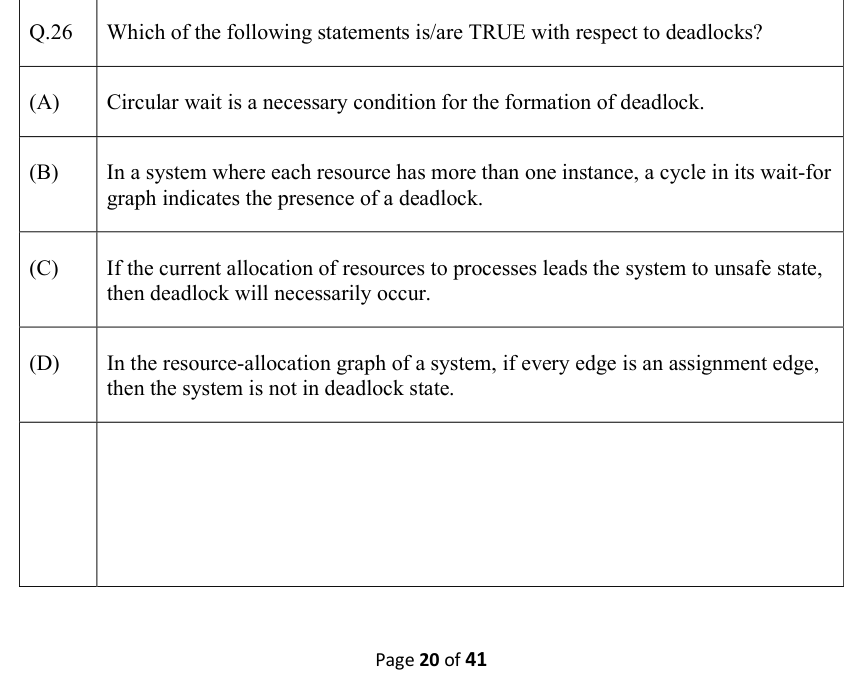 Q.26 Which of the following statements is/are TRUE with respect to deadlocks?
(A) Circular wait is a necessary condition for the formation of deadlock.
(B) In a system where each resource has more than one instance, a cycle in its wait-for
graph indicates the presence of a deadlock.
(C) If the current allocation of resources to processes leads the system to unsafe state,
then deadlock will necessarily occur.
(D) In the resource-allocation graph of a system, if every edge is an assignment edge,
then the system is not in deadlock state.
Page 20 of 41